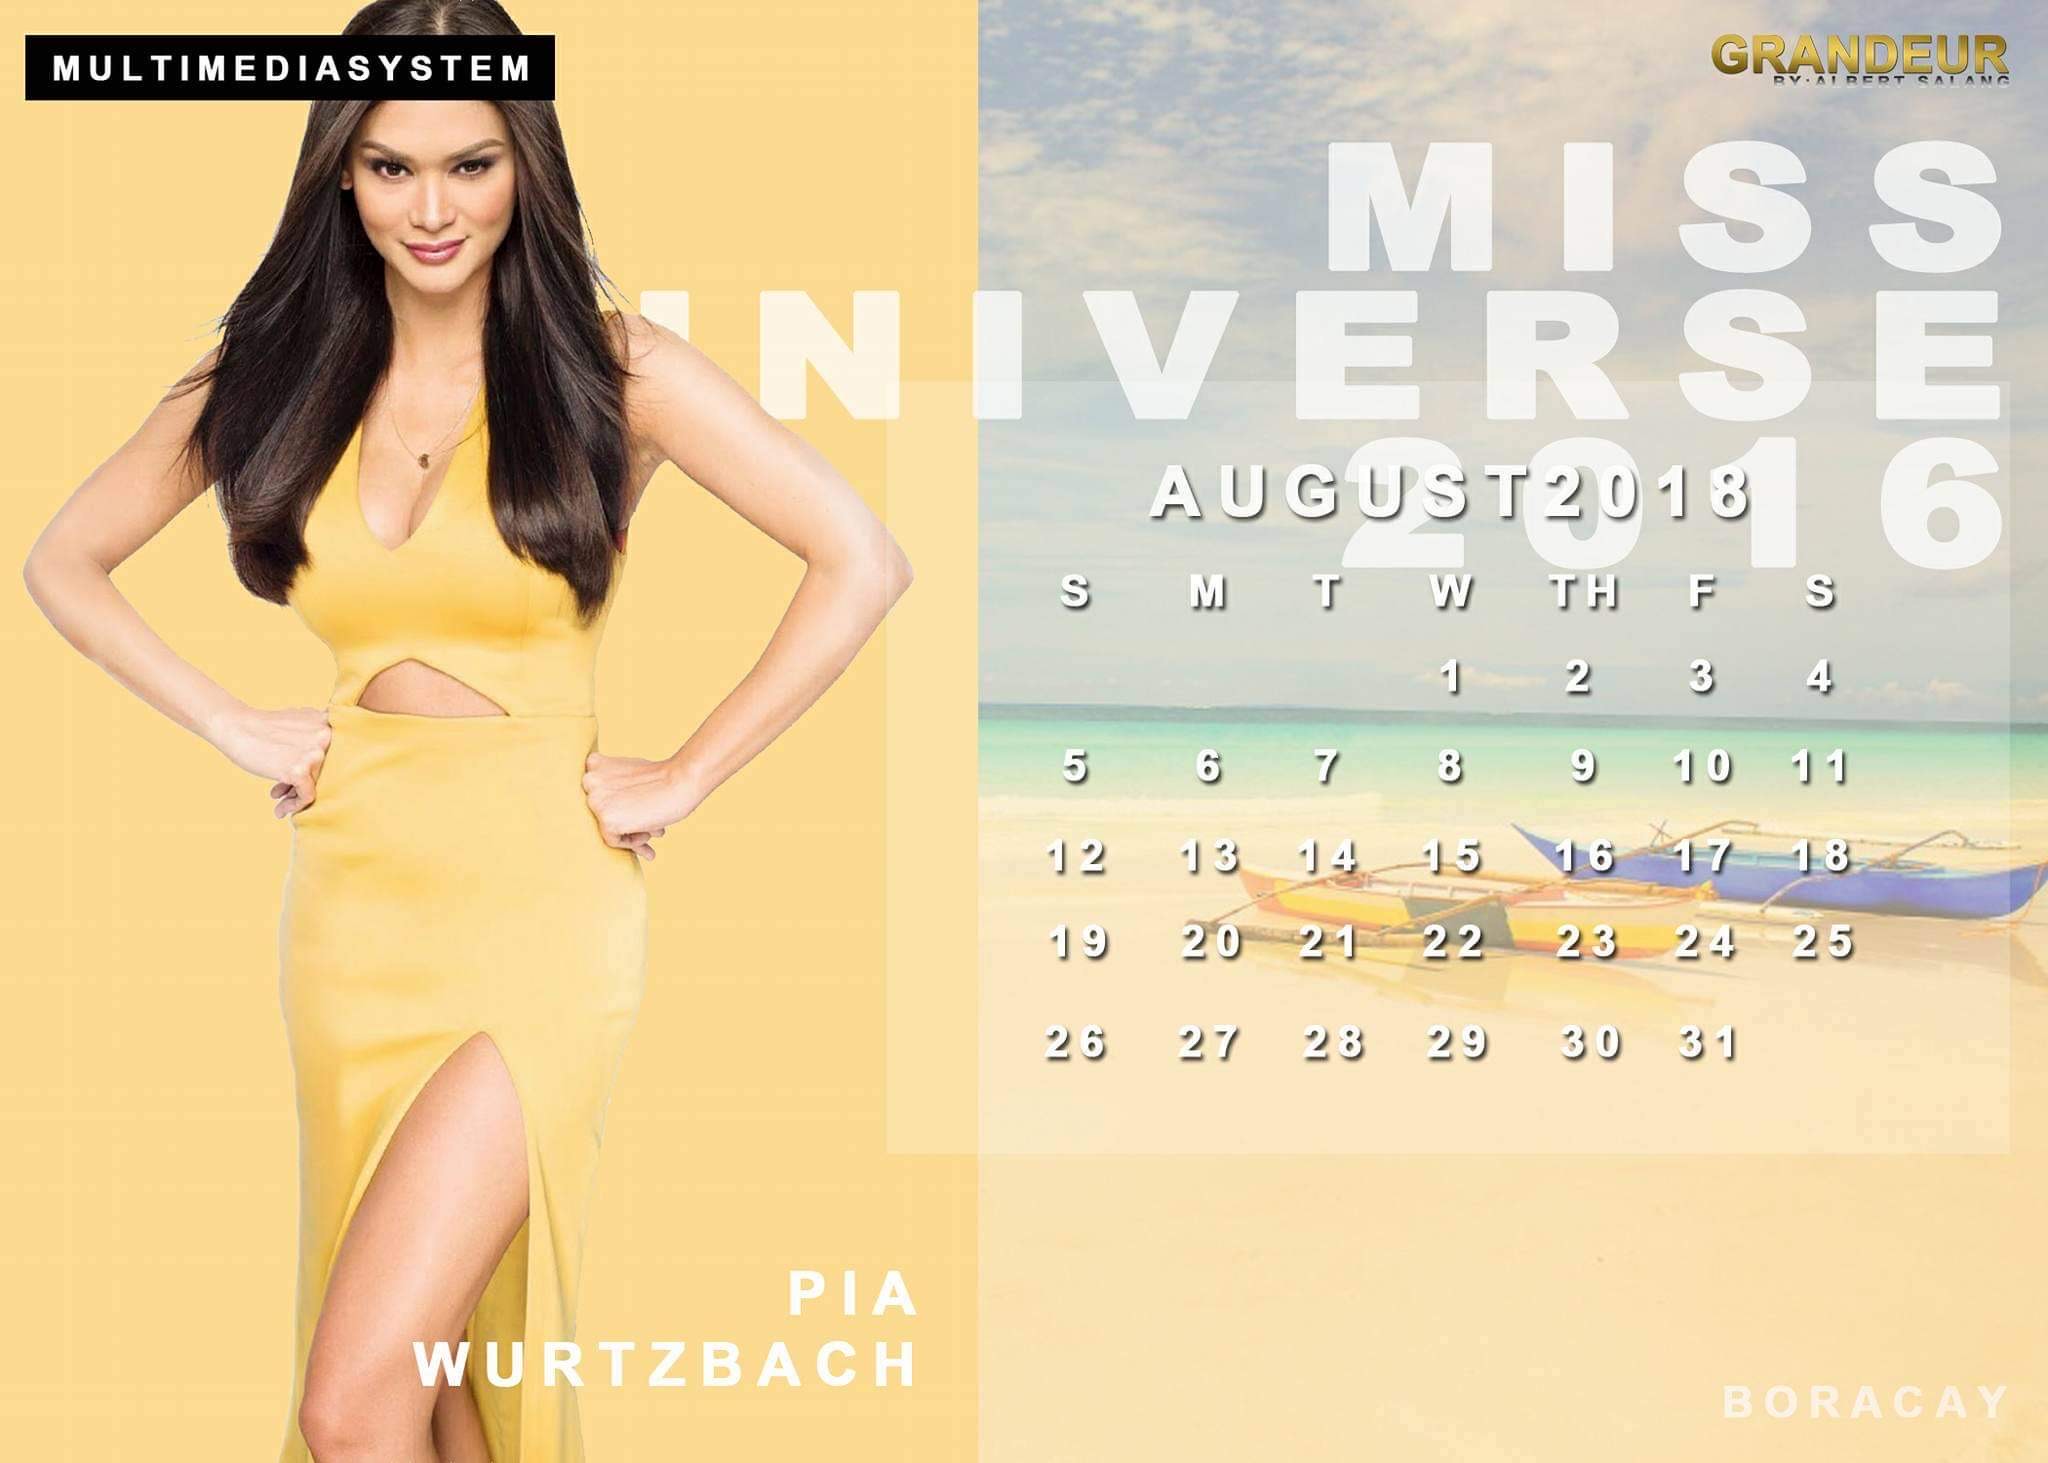 MULTIMEDIASYSTEM
GRANDEUR
BY: ALBERT SALANG
MISS
UNIVERSE
2016
AUGUST2018
S M T W TH F S
1 2 3 4
5 6 7 8 9 10 11
12 13 14 15 16 17 18
19 20 21 22 23 24 25
26 27 28 29 30 31
PIA
WURTZBACH
BORACAY